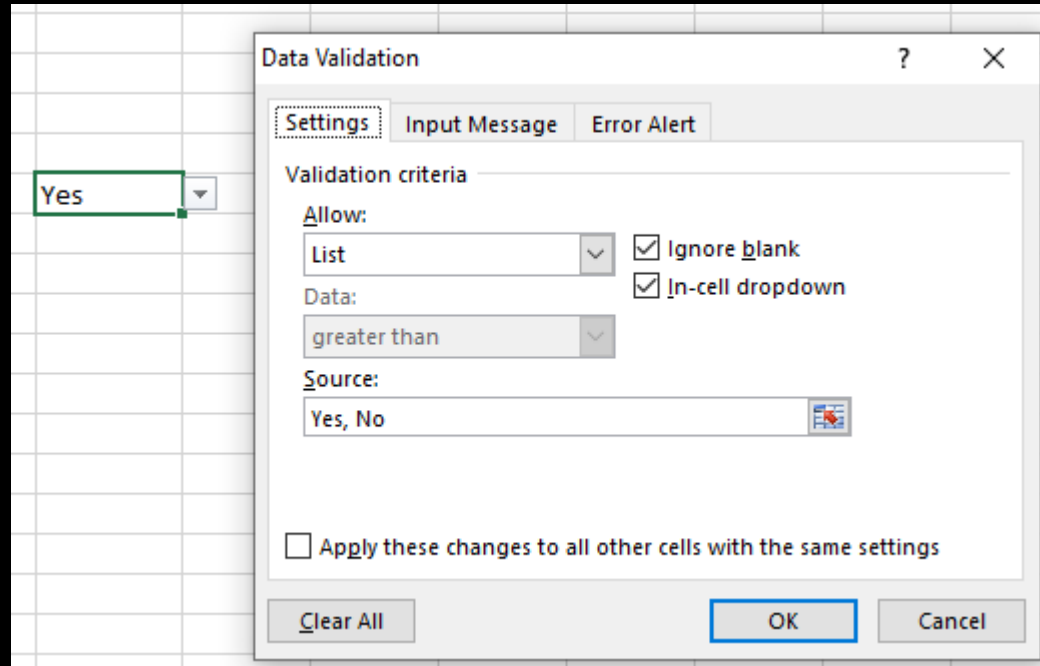 Data Validation ?
Settings Input Message Error Alert
Validation criteria
Yes
Allow:
List Ignore blank
In-cell dropdown
Data:
greater than
Source:
Yes, No
Apply these changes to all other cells with the same settings
Clear All OK Cancel